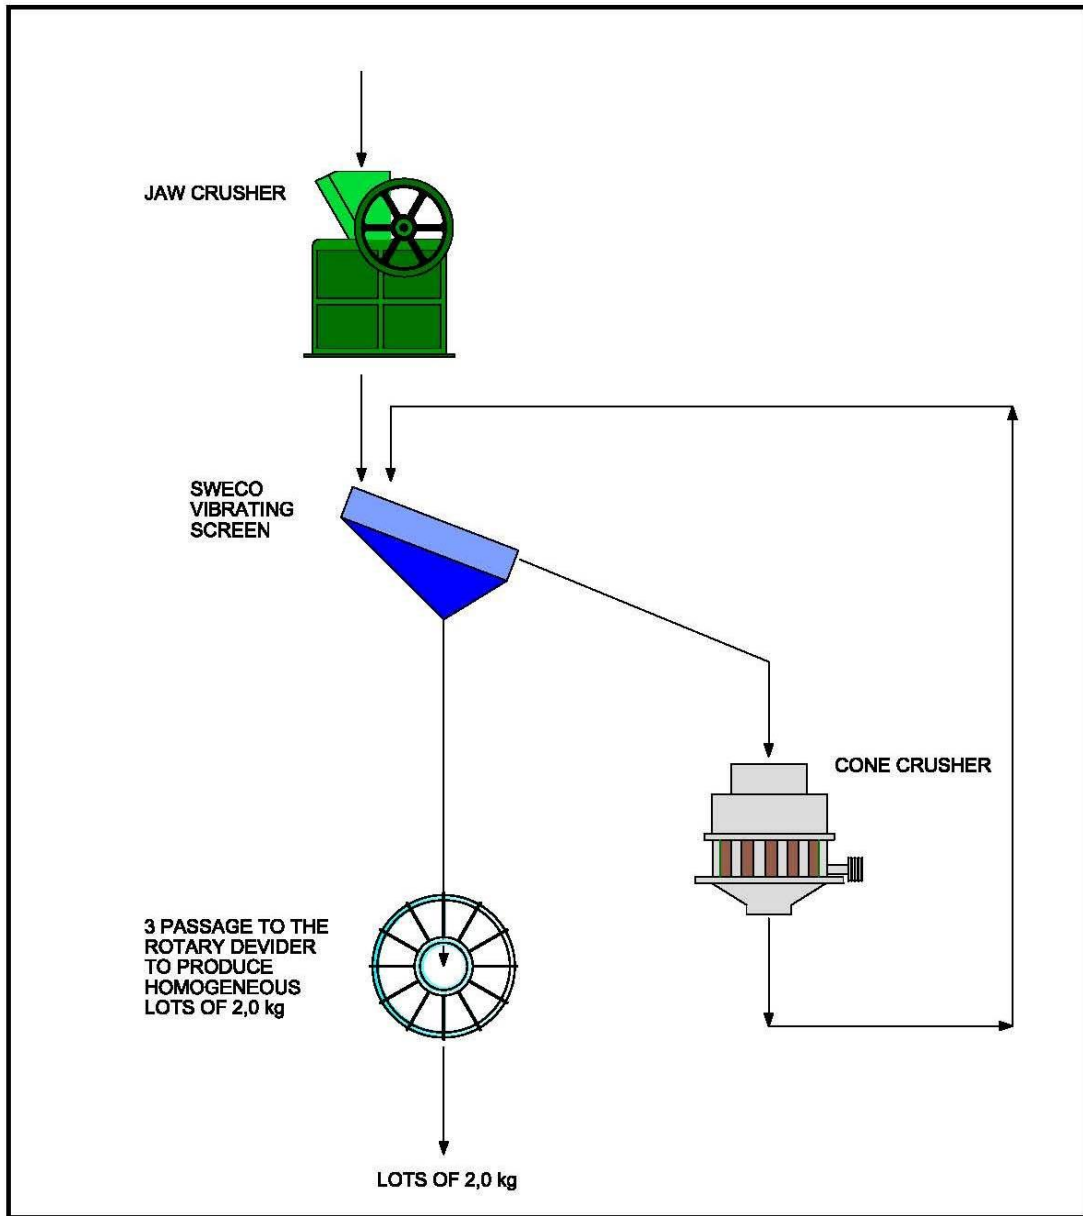 JAW CRUSHER
SWECO
VIBRATING
SCREEN
CONE CRUSHER
3 PASSAGE TO THE
ROTARY DEVIDER
TO PRODUCE
HOMOGENEOUS
LOTS OF 2,0 kg
LOTS OF 2,0 kg